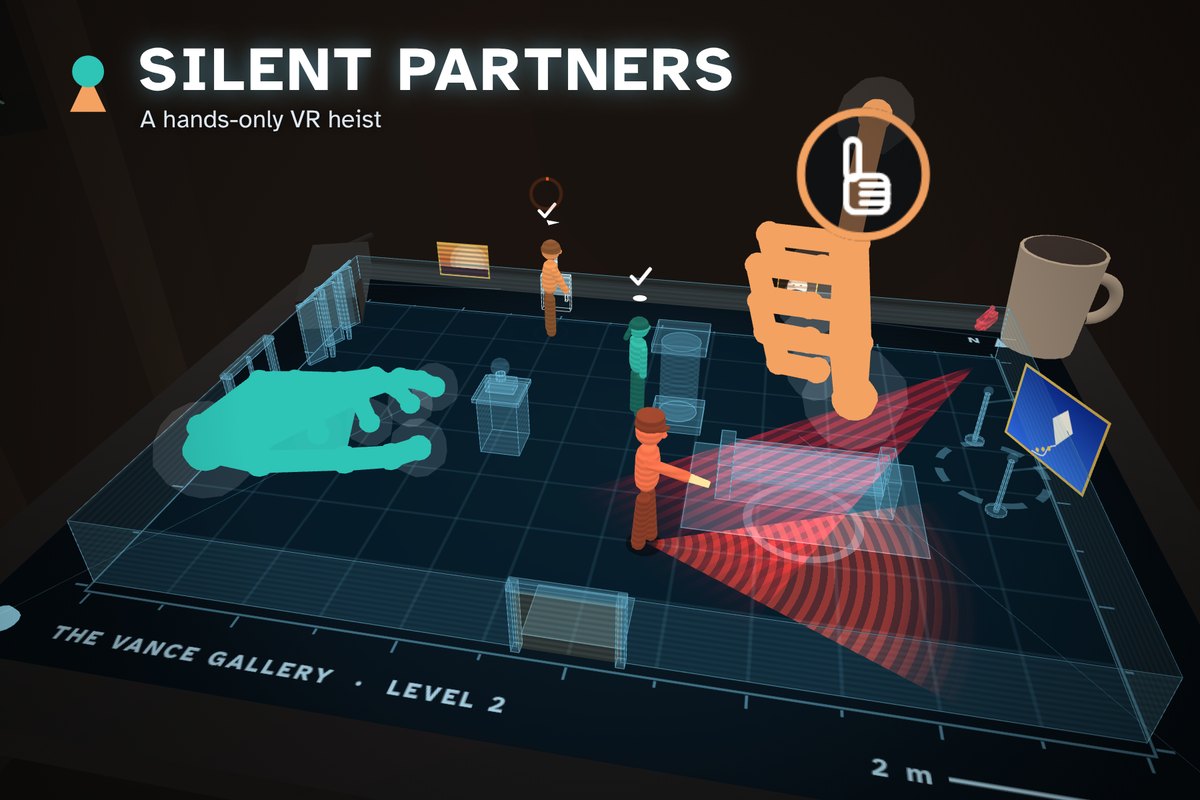 SILENT PARTNERS
A hands-only VR heist
N
THE VANCE GALLERY · LEVEL 2
2 m